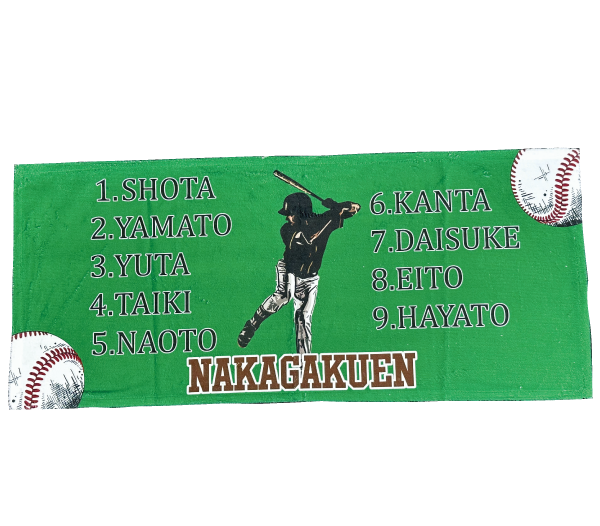 1.SHOTA
2.YAMATO
3.YUTA
4.TAIKI
5.NAOTO
6.KANTA
7.DAISUKE
8.EITO
9.HAYATO
NAKAGAKUEN